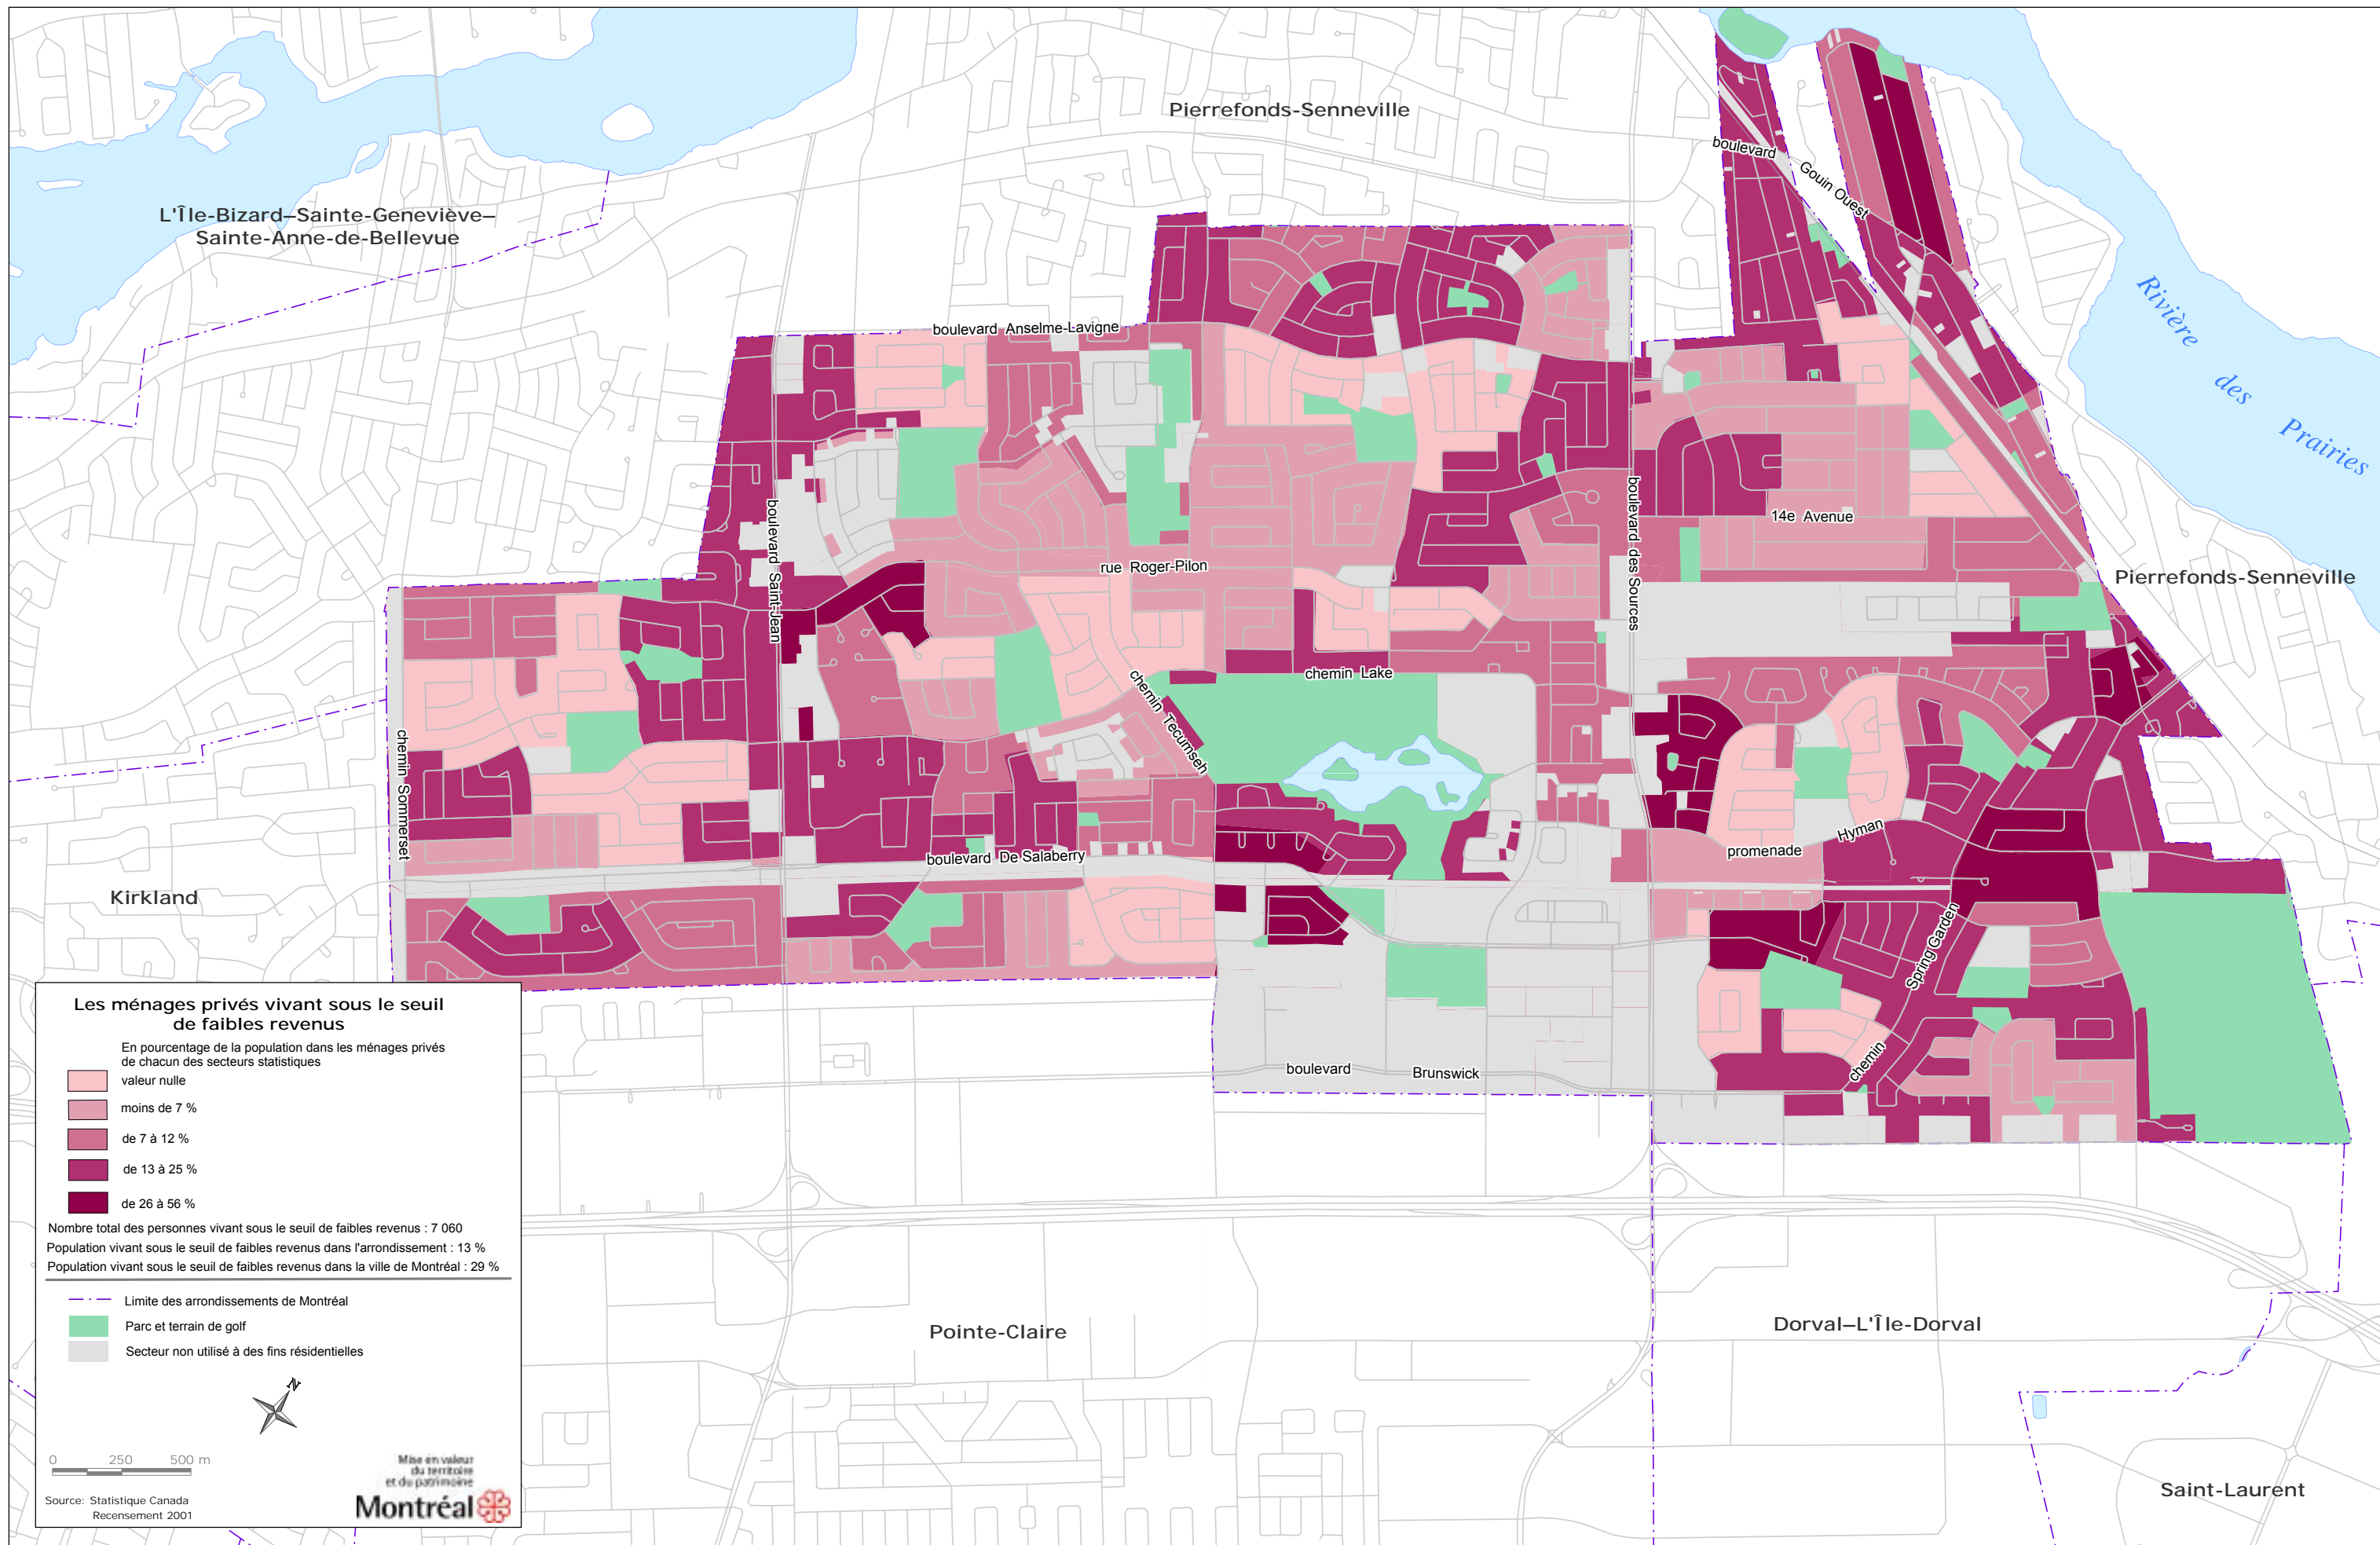 Pierrefonds-Senneville
boulevard
Gouin Ouest
L'Île-Bizard–Sainte-Geneviève–
Sainte-Anne-de-Bellevue
Rivière
des
Prairies
boulevard Anselme-Lavigne
boulevard Saint-Jean
boulevard des Sources
14e Avenue
rue Roger-Pilon
Pierrefonds-Senneville
chemin Lake
chemin Tecumseh
chemin Sommerset
Hyman
promenade
boulevard De Salaberry
Kirkland
Spring Garden
chemin
boulevard
Brunswick
Les ménages privés vivant sous le seuil
de faibles revenus
En pourcentage de la population dans les ménages privés
de chacun des secteurs statistiques
valeur nulle
moins de 7 %
de 7 à 12 %
de 13 à 25 %
de 26 à 56 %
Nombre total des personnes vivant sous le seuil de faibles revenus : 7 060
Population vivant sous le seuil de faibles revenus dans l'arrondissement : 13 %
Population vivant sous le seuil de faibles revenus dans la ville de Montréal : 29 %
Limite des arrondissements de Montréal
Parc et terrain de golf
Secteur non utilisé à des fins résidentielles
N
0 250 500 m
Mise en valeur
du territoire
et du patrimoine
Montréal
Source: Statistique Canada
Recensement 2001
Pointe-Claire
Dorval–L'Île-Dorval
Saint-Laurent